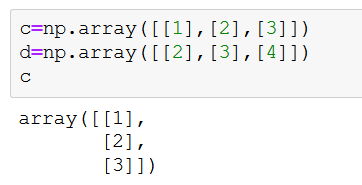 c=np.array([[1],[2],[3]])
d=np.array([[2],[3],[4]])
c
array([[1],
       [2],
       [3]])